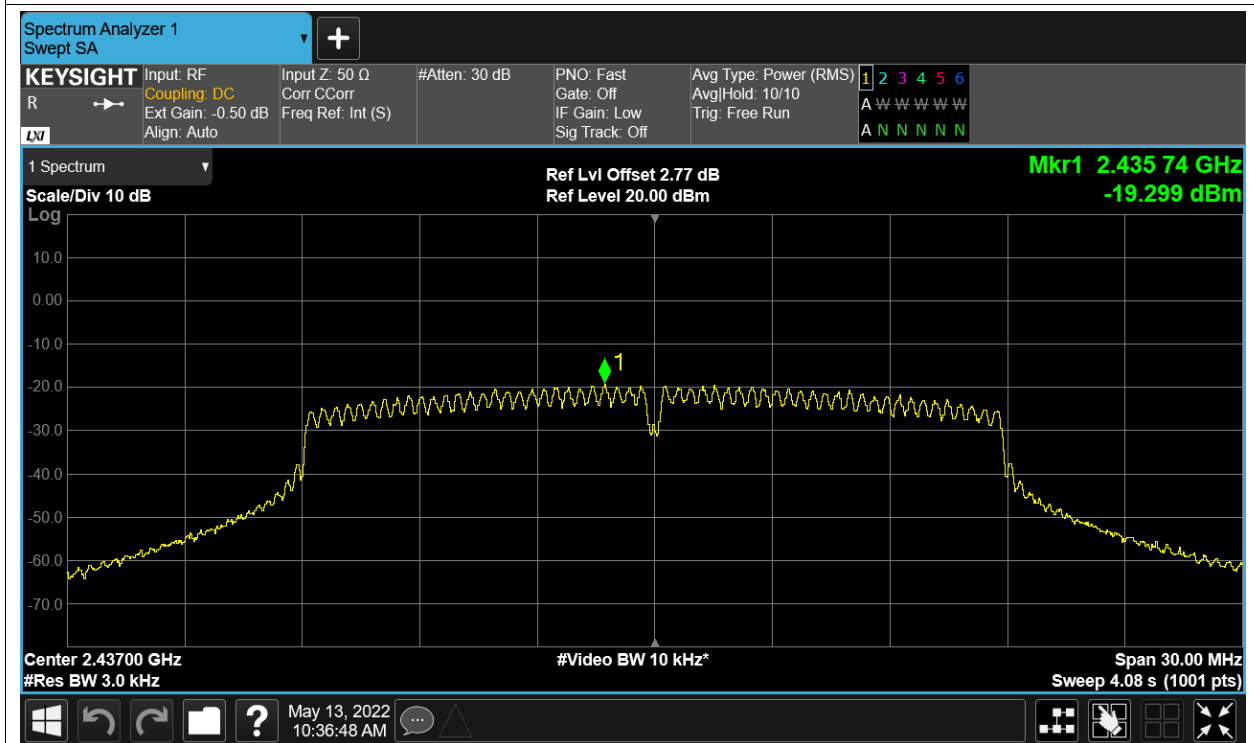 Spectrum Analyzer 1
Swept SA
+
KEYSIGHT
R
LXI
Input: RF
Coupling: DC
Ext Gain: -0.50 dB
Align: Auto
Input Z: 50 Ω
Corr CCorr
Freq Ref: Int (S)
#Atten: 30 dB
PNO: Fast
Gate: Off
IF Gain: Low
Sig Track: Off
Avg Type: Power (RMS)
Avg|Hold: 10/10
Trig: Free Run
1 2 3 4 5 6
A W W W W W
A N N N N N
1 Spectrum
Scale/Div 10 dB
Log
Ref Lvl Offset 2.77 dB
Ref Level 20.00 dBm
Mkr1 2.435 74 GHz
-19.299 dBm
10.0
0.00
-10.0
1
-20.0
-30.0
-40.0
-50.0
-60.0
-70.0
Center 2.43700 GHz
#Res BW 3.0 kHz
#Video BW 10 kHz*
Span 30.00 MHz
Sweep 4.08 s (1001 pts)
?
May 13, 2022
10:36:48 AM